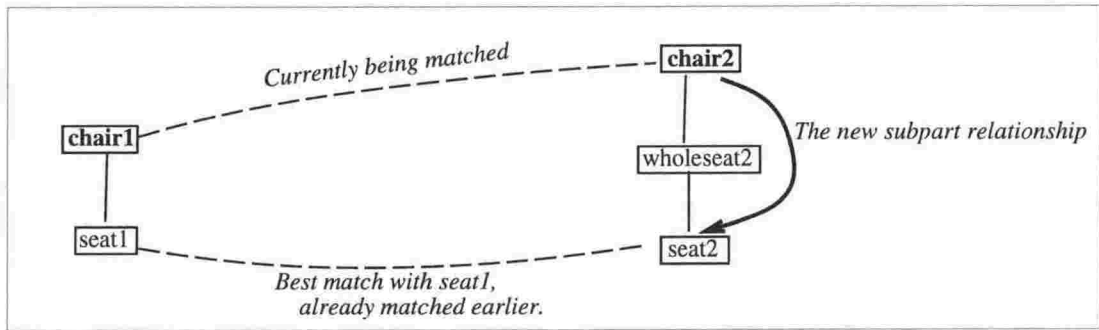 Currently being matched
chair2
chair1
The new subpart relationship
wholeseat2
seat1
seat2
Best match with seat1,
already matched earlier.